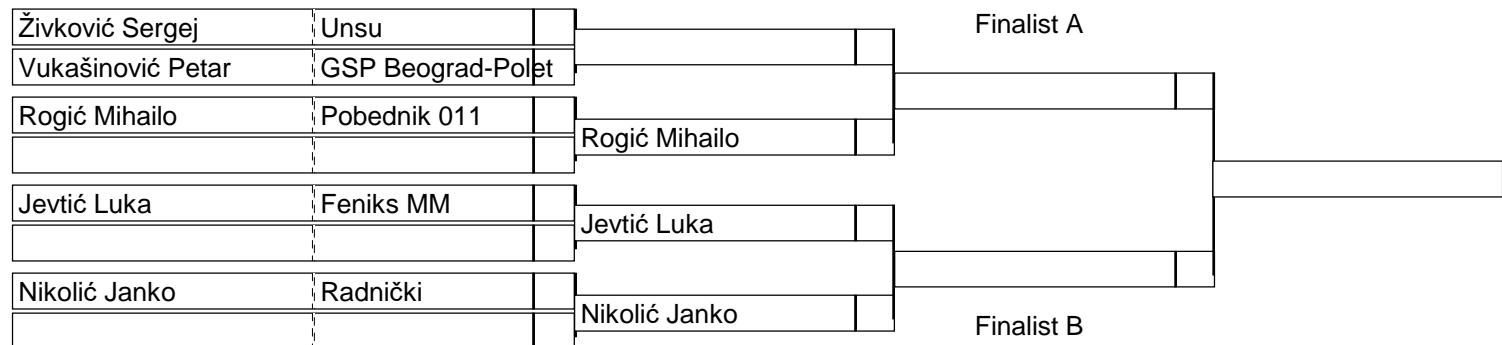 Živković Sergej Unsu
Vukašinović Petar GSP Beograd-Polet
Rogić Mihailo Pobednik 011
Jevtić Luka Feniks MM
Nikolić Janko Radnički
Rogić Mihailo
Jevtić Luka
Nikolić Janko
Finalist A
Finalist B